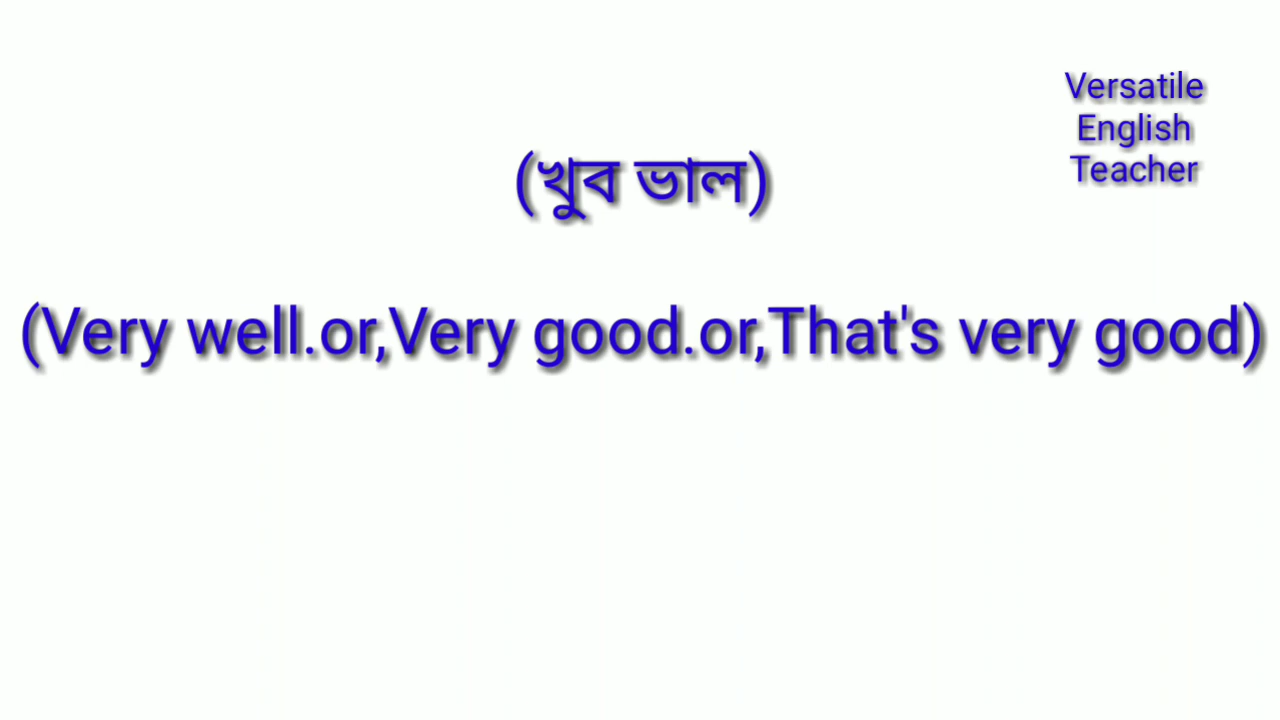 Versatile
English
Teacher
(খুব ভাল)
(Very well.or,Very good.or,That's very good)